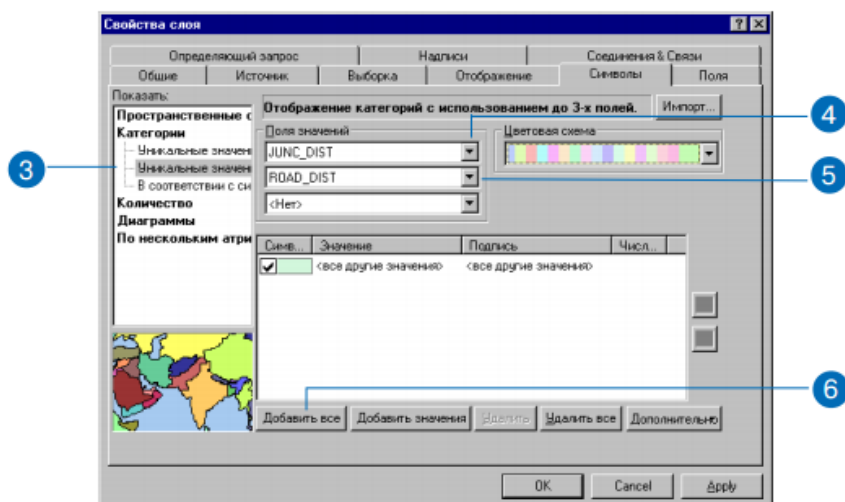 Свойства слоя
Определяющий запрос Надписи Соединения & Связи
Общие Источник Выборка Отображение Символы Поля
Показать:
Пространственные с
Категории
Уникальные значен
Уникальные значен
В соответствии с си
Количество
Диаграммы
По нескольким атри
Отображение категорий с использованием до 3-х полей.
Импорт...
Поля значений
JUNC_DIST
ROAD_DIST
<Нет>
Цветовая схема
Симв... Значение Подпись Числ...
<все другие значения> <все другие значения>
Добавить все Добавить значения Удалить Удалить все Дополнительно
OK Cancel Apply
3
4
5
6